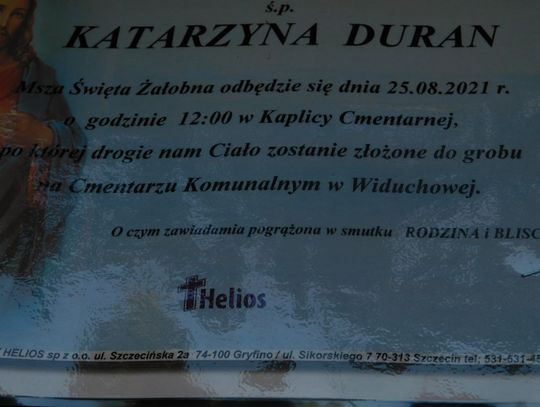 ś.p.
KATARZYNA DURAN
Msza Święta Żałobna odbędzie się dnia 25.08.2021 r.
o godzinie 12:00 w Kaplicy Cmentarnej,
po której drogie nam Ciało zostanie złożone do grobu
na Cmentarzu Komunalnym w Widuchowej.
O czym zawiadamia pogrążona w smutku RODZINA i BLISC
Helios
HELIOS sp z o.o. ul. Szczecińska 2a 74-100 Gryfino / ul. Sikorskiego 7 70-313 Szczecin tel; 531-531-45